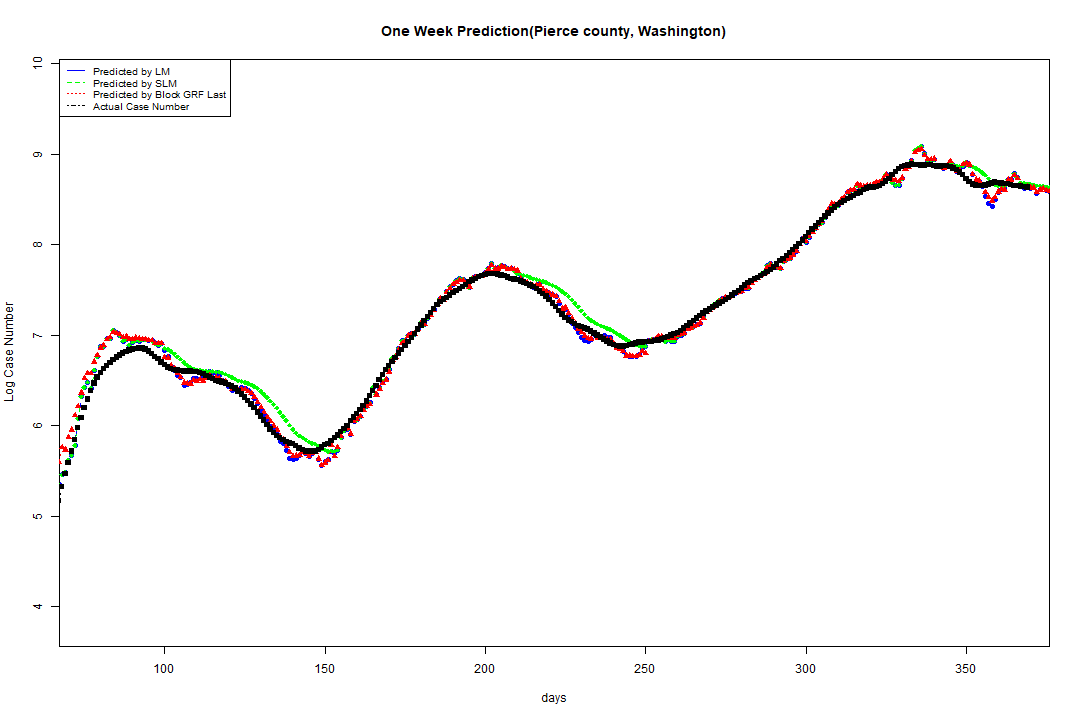 One Week Prediction(Pierce county, Washington)
Predicted by LM
Predicted by SLM
Predicted by Block GRF Last
Actual Case Number
10
9
8
7
6
5
4
Log Case Number
100 150 200 250 300 350
days